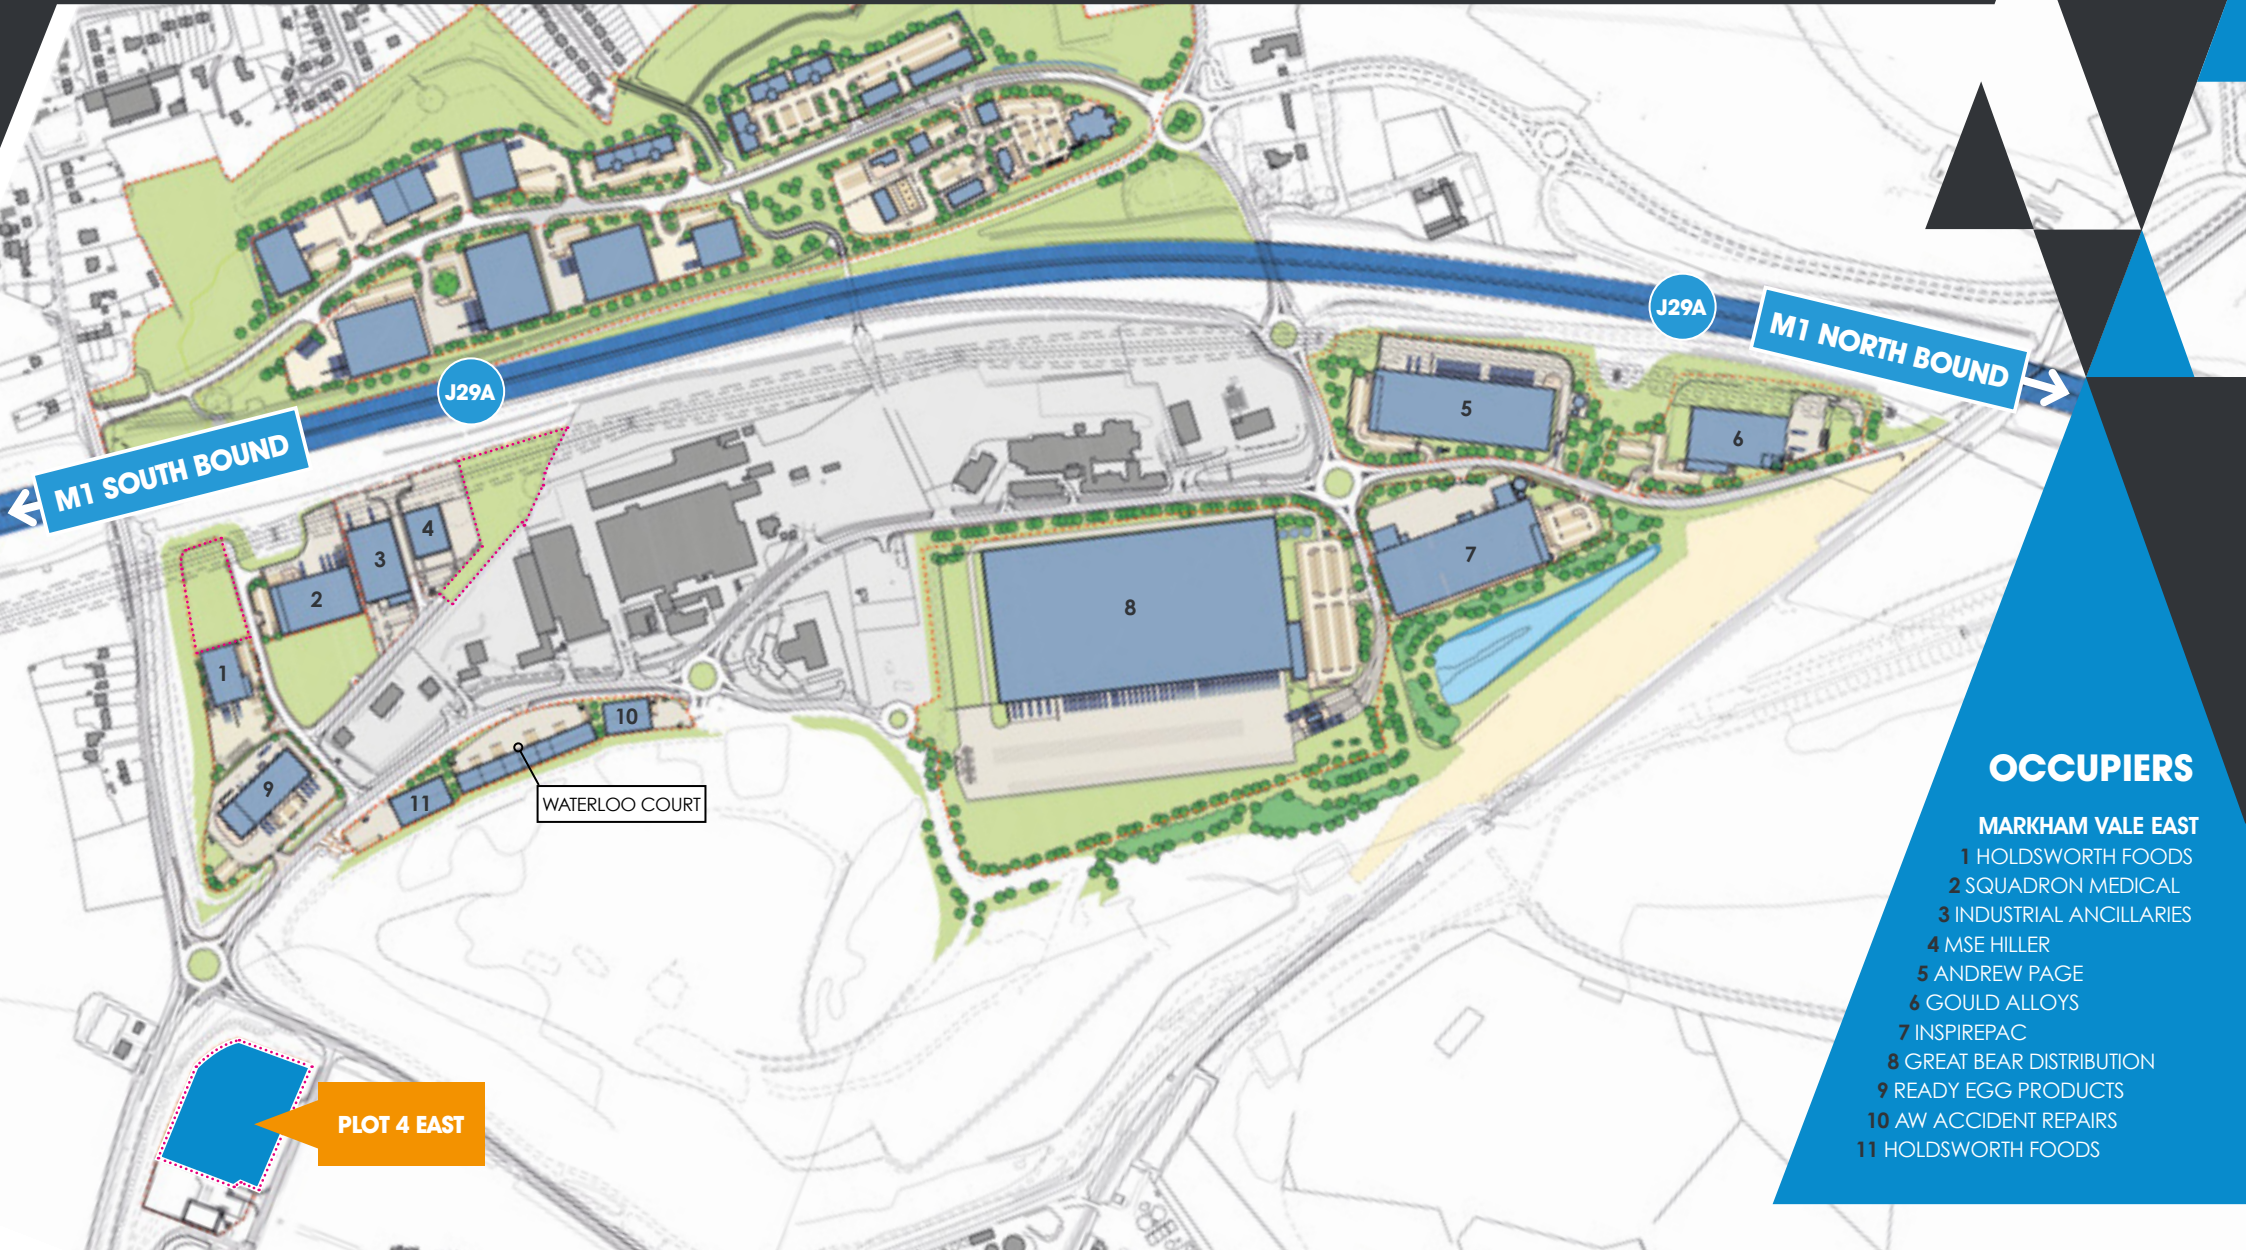 J29A
M1 NORTH BOUND
J29A
M1 SOUTH BOUND
5
6
4
3
2
7
8
1
10
9
11
WATERLOO COURT
PLOT 4 EAST
OCCUPIERS
MARKHAM VALE EAST
1 HOLDSWORTH FOODS
2 SQUADRON MEDICAL
3 INDUSTRIAL ANCILLARIES
4 MSE HILLER
5 ANDREW PAGE
6 GOULD ALLOYS
7 INSPIREPAC
8 GREAT BEAR DISTRIBUTION
9 READY EGG PRODUCTS
10 AW ACCIDENT REPAIRS
11 HOLDSWORTH FOODS